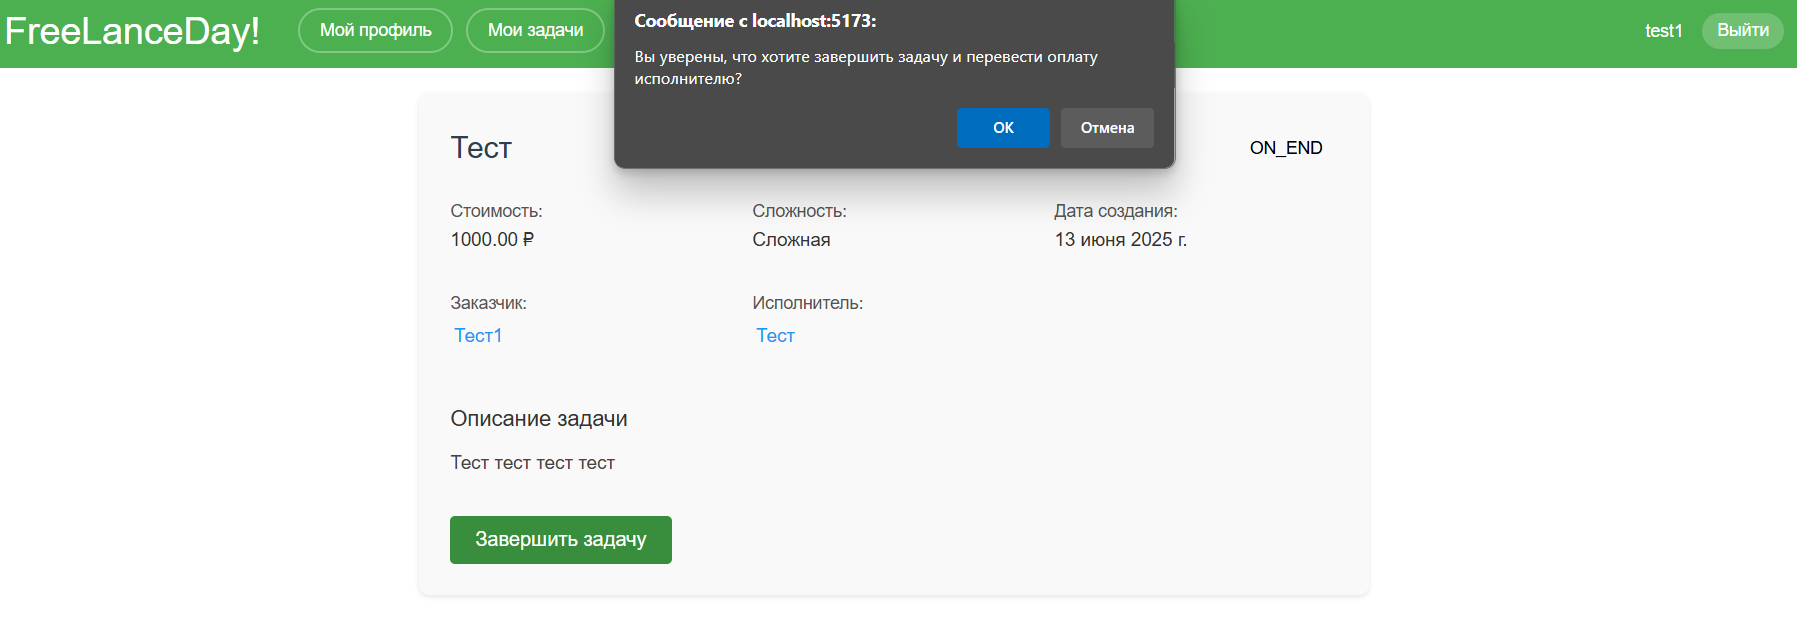 FreeLanceDay!
Мой профиль
Мои задачи
test1
Выйти
Сообщение с localhost:5173:
Вы уверены, что хотите завершить задачу и перевести оплату
исполнителю?
ОК
Отмена
Тест
ON_END
Стоимость:
1000.00 ₽
Сложность:
Сложная
Дата создания:
13 июня 2025 г.
Заказчик:
Тест1
Исполнитель:
Тест
Описание задачи
Тест тест тест тест
Завершить задачу